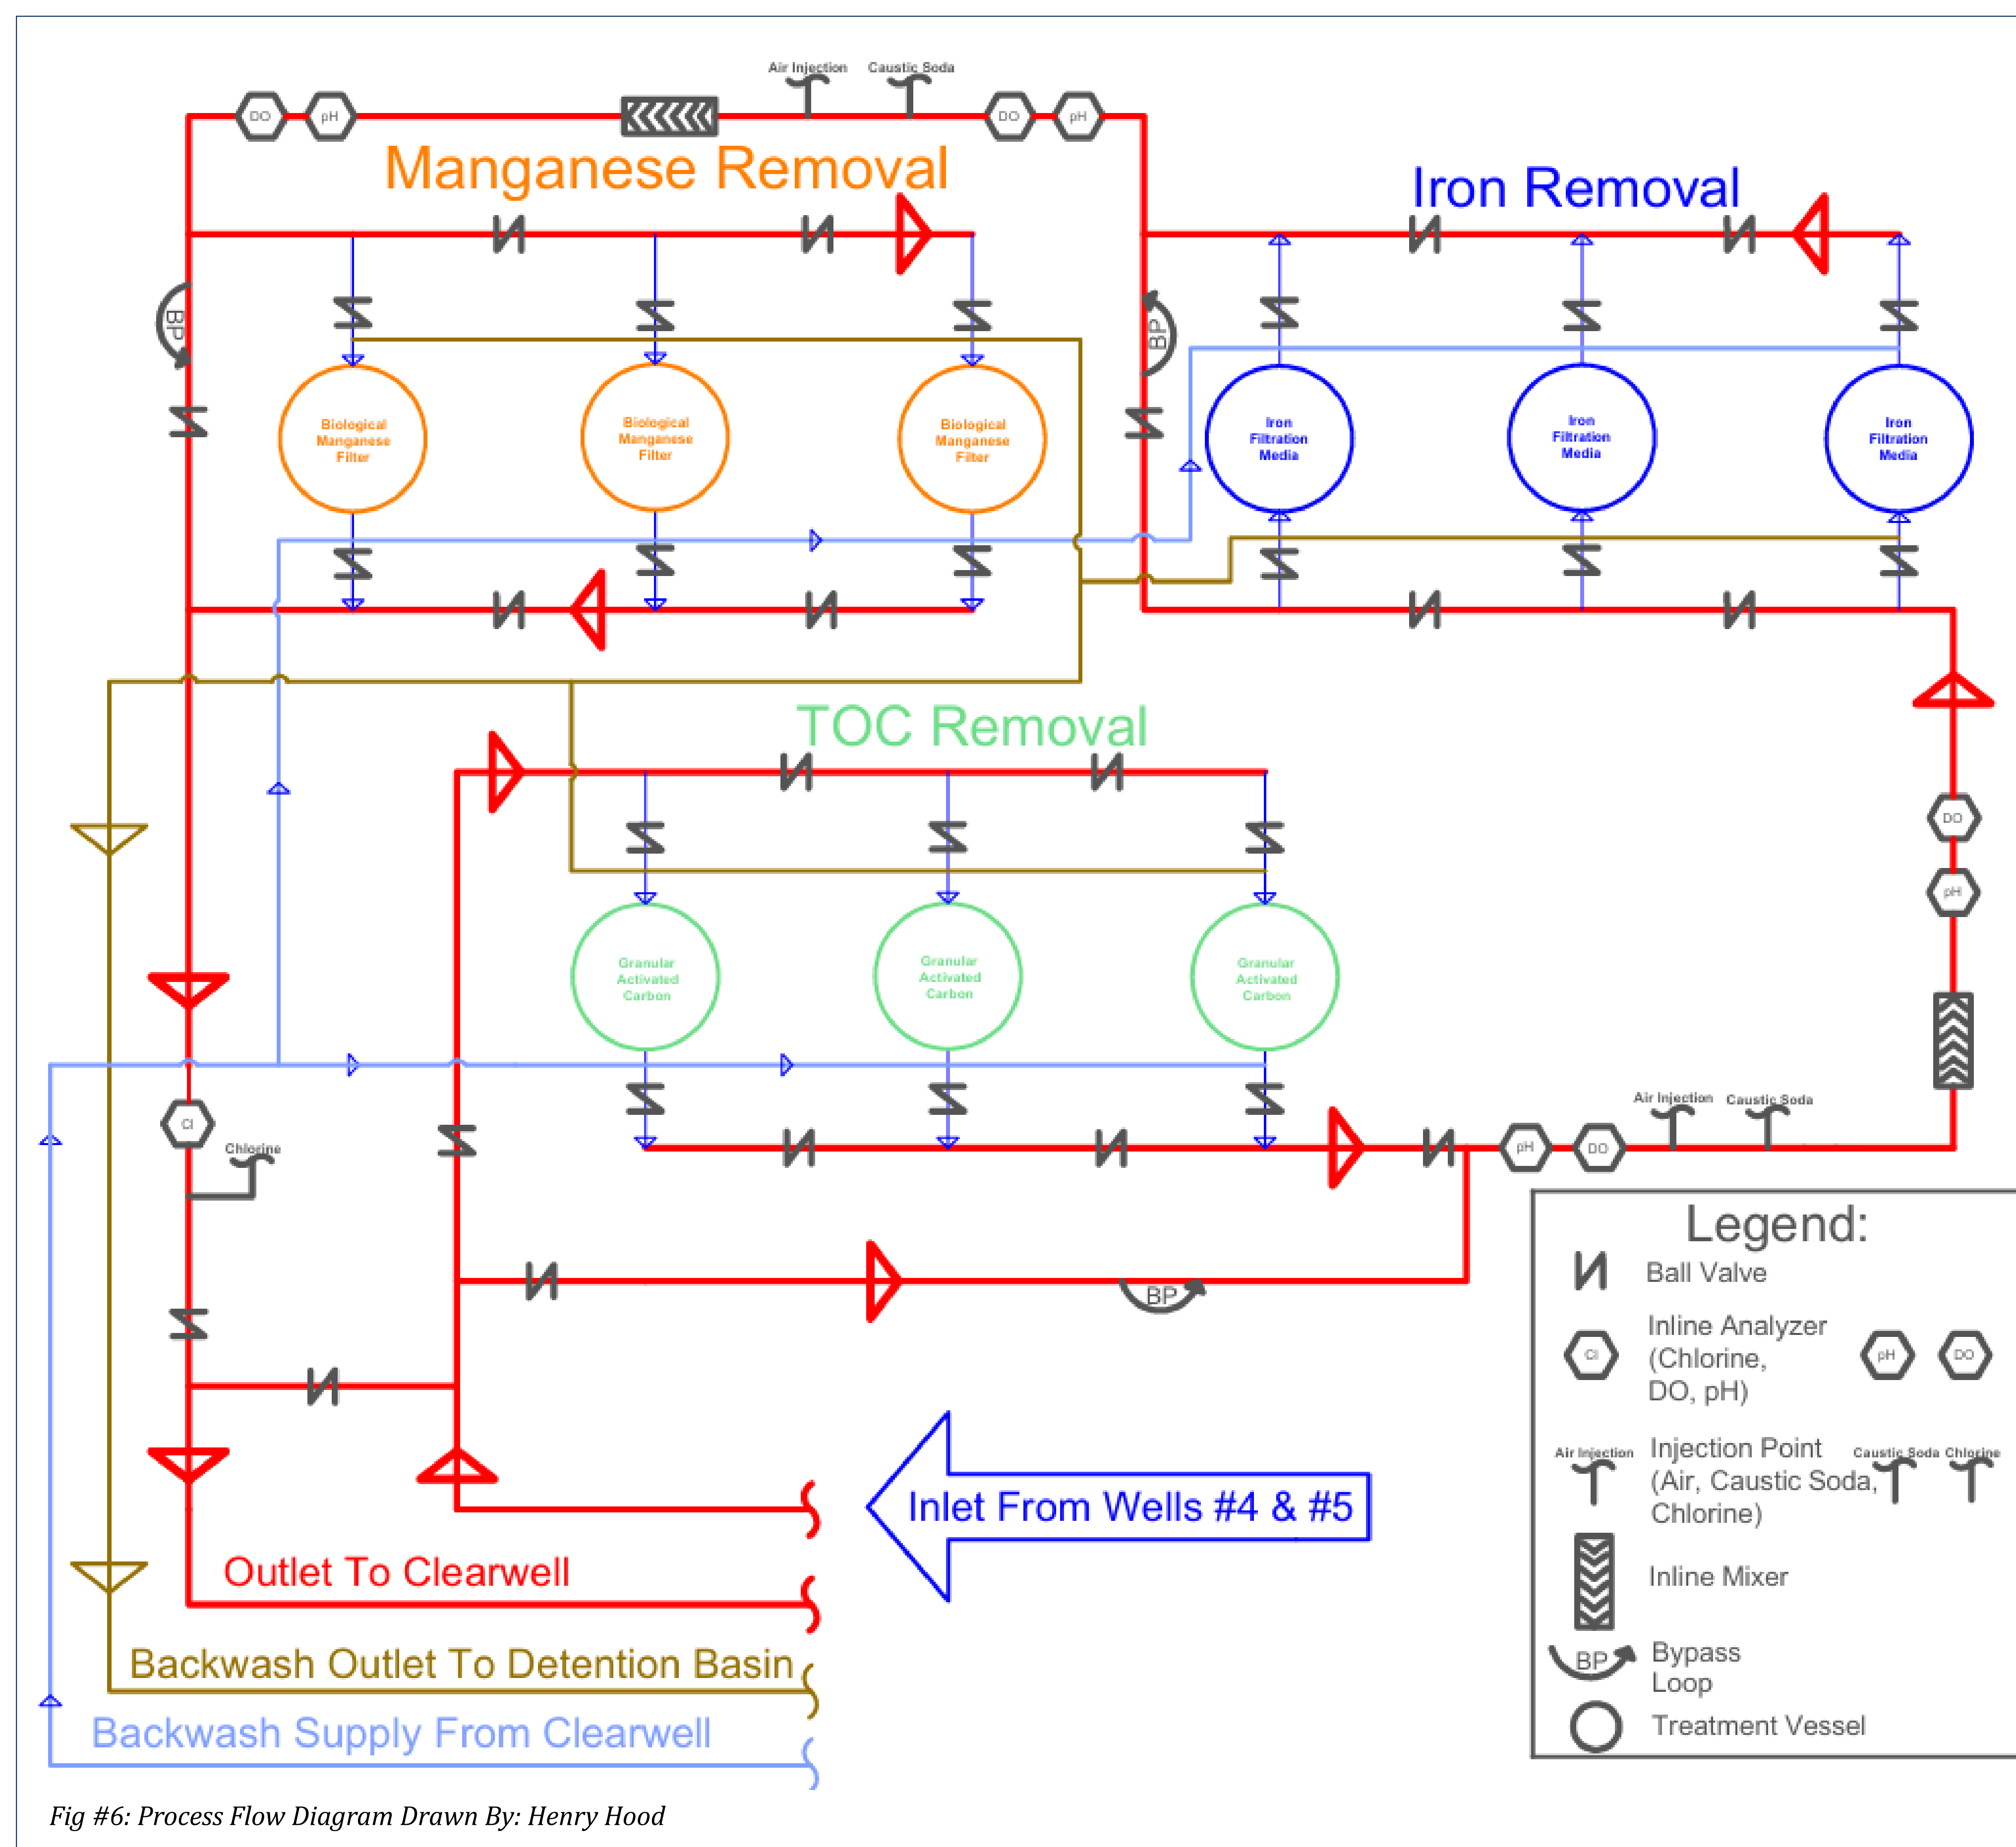 Air Injection
Caustic Soda
DO
pH
DO
pH
Manganese Removal
Iron Removal
BP
BP
Biological
Manganese
Filter
Biological
Manganese
Filter
Biological
Manganese
Filter
Iron
Filtration
Media
Iron
Filtration
Media
Iron
Filtration
Media
TOC Removal
DO
pH
Granular
Activated
Carbon
Granular
Activated
Carbon
Granular
Activated
Carbon
Cl
Chlorine
pH
DO
Air Injection
Caustic Soda
BP
Inlet From Wells #4 & #5
Outlet To Clearwell
Backwash Outlet To Detention Basin
Backwash Supply From Clearwell
Legend:
Ball Valve
Cl
Inline Analyzer
(Chlorine,
DO, pH)
pH
DO
Air Injection
Injection Point
(Air, Caustic Soda,
Chlorine)
Caustic Soda
Chlorine
Inline Mixer
BP
Bypass
Loop
Treatment Vessel
Fig #6: Process Flow Diagram Drawn By: Henry Hood